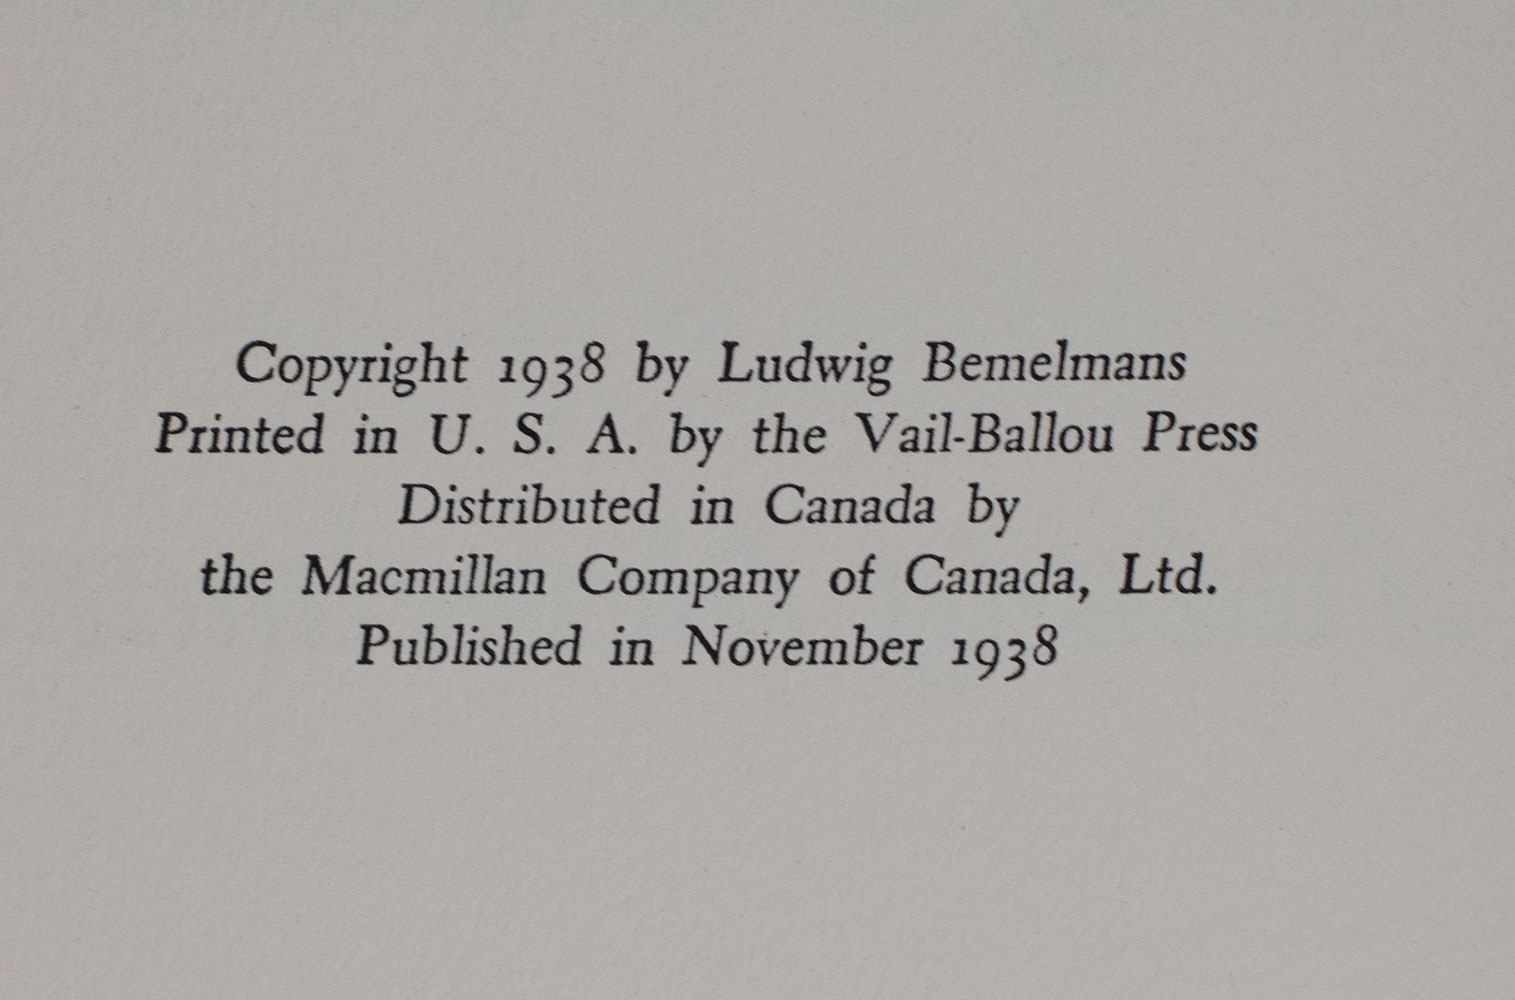 Copyright 1938 by Ludwig Bemelmans
Printed in U. S. A. by the Vail-Ballou Press
Distributed in Canada by
the Macmillan Company of Canada, Ltd.
Published in November 1938